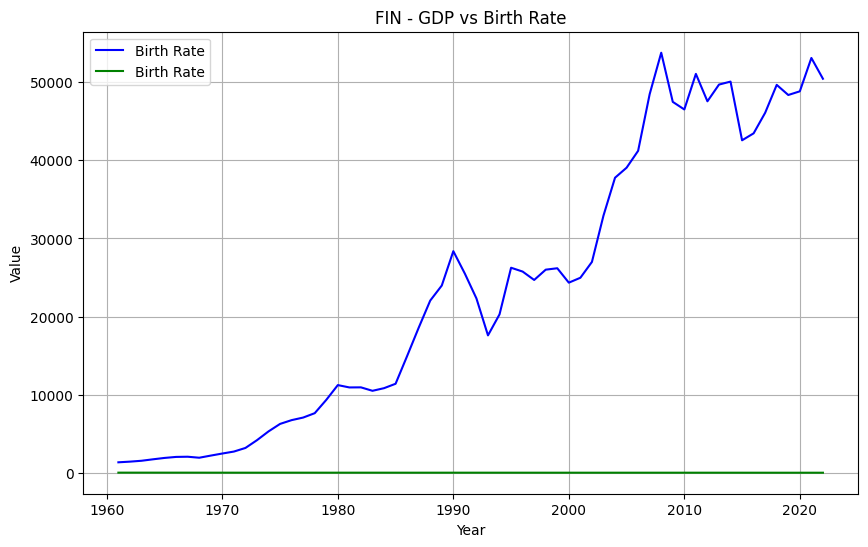 FIN - GDP vs Birth Rate
Birth Rate
Birth Rate
Value
50000
40000
30000
20000
10000
0
1960 1970 1980 1990 2000 2010 2020
Year